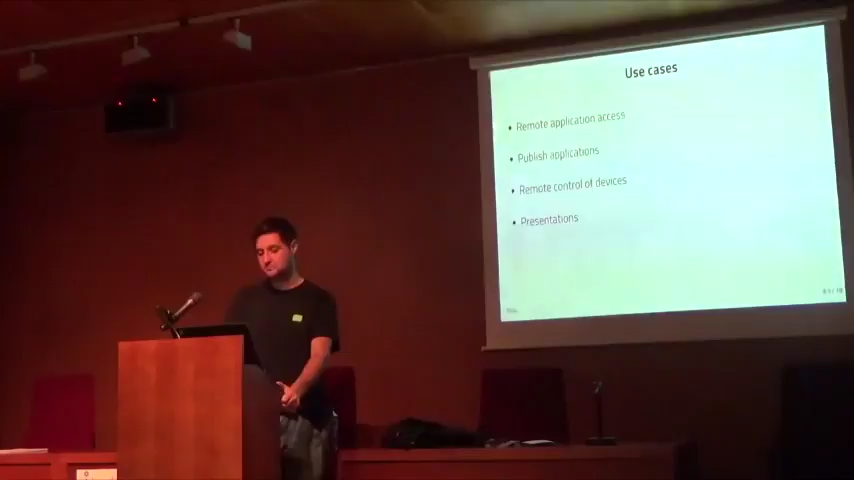 Use cases
• Remote application access
• Publish applications
• Remote control of devices
• Presentations